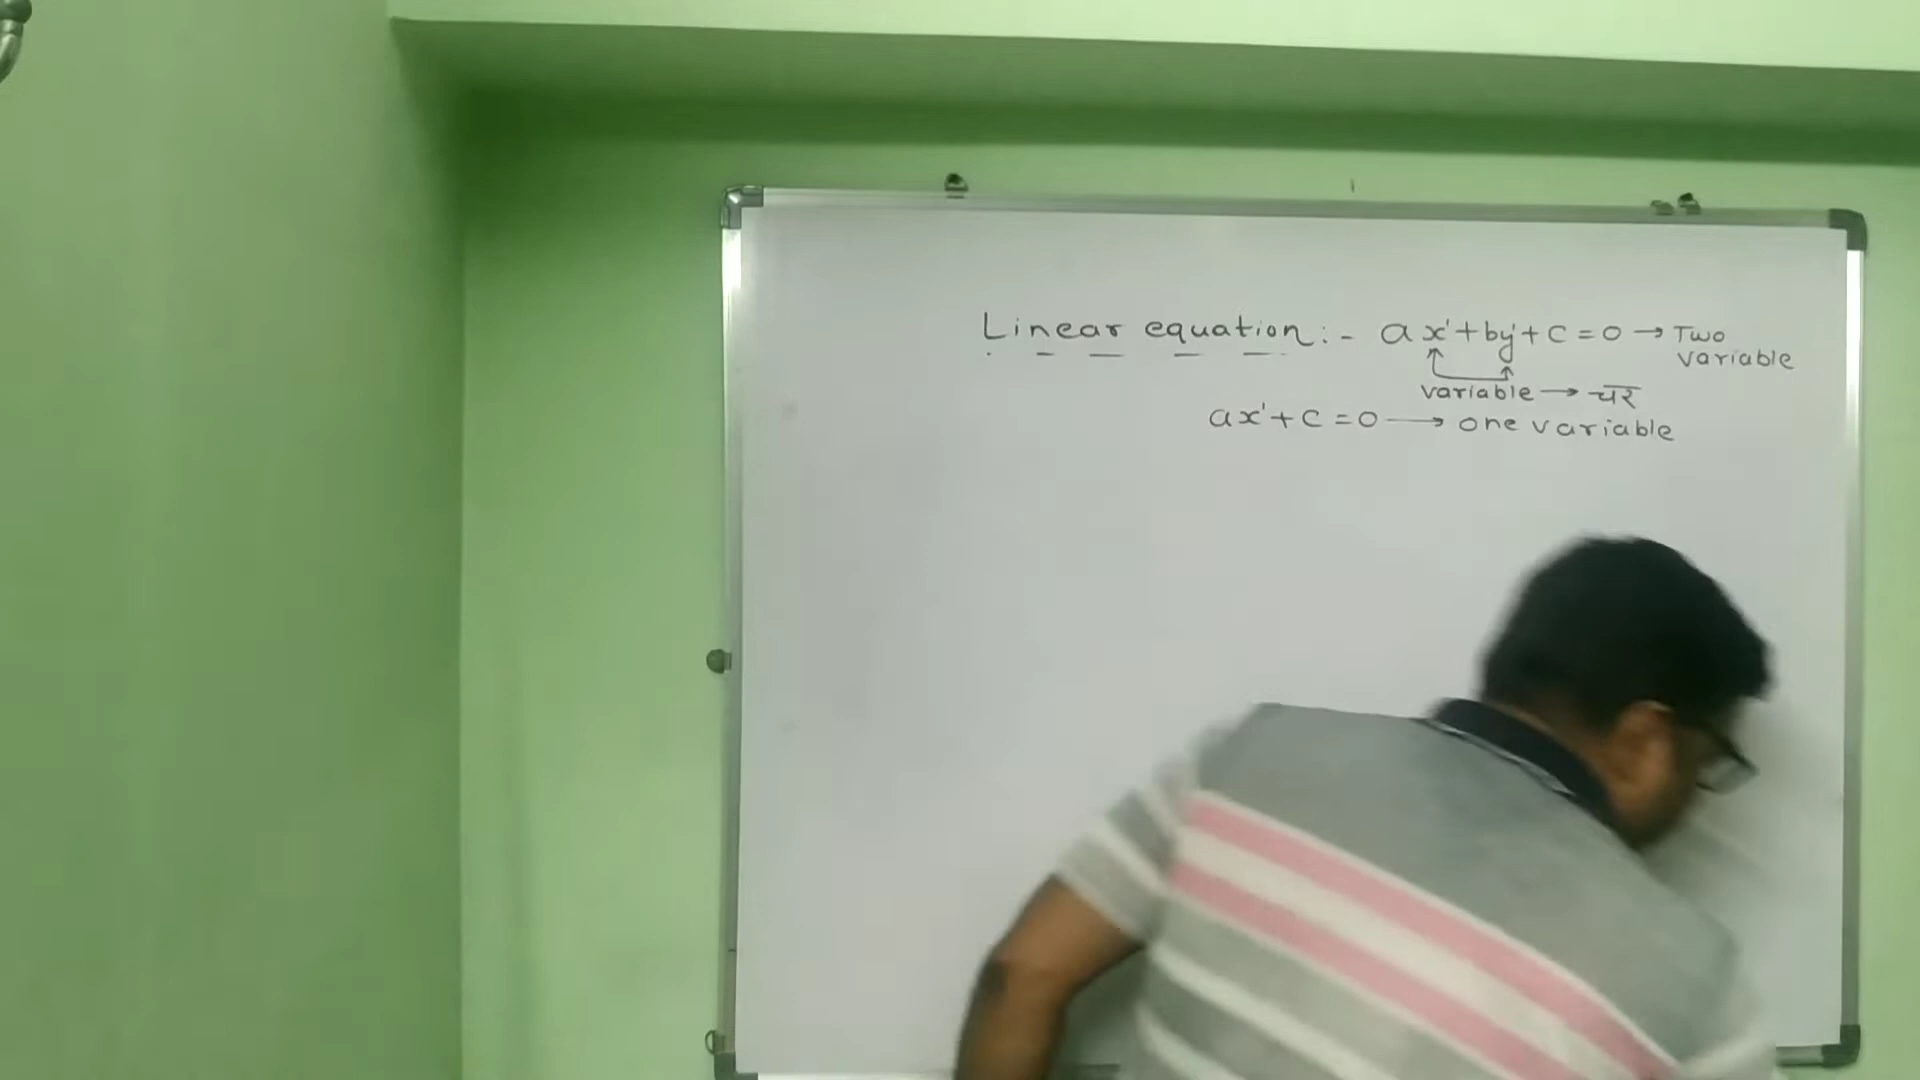 Linear equation :- ax¹+by¹+c=0 → Two variable
variable → चर
ax¹+c=0 → one variable